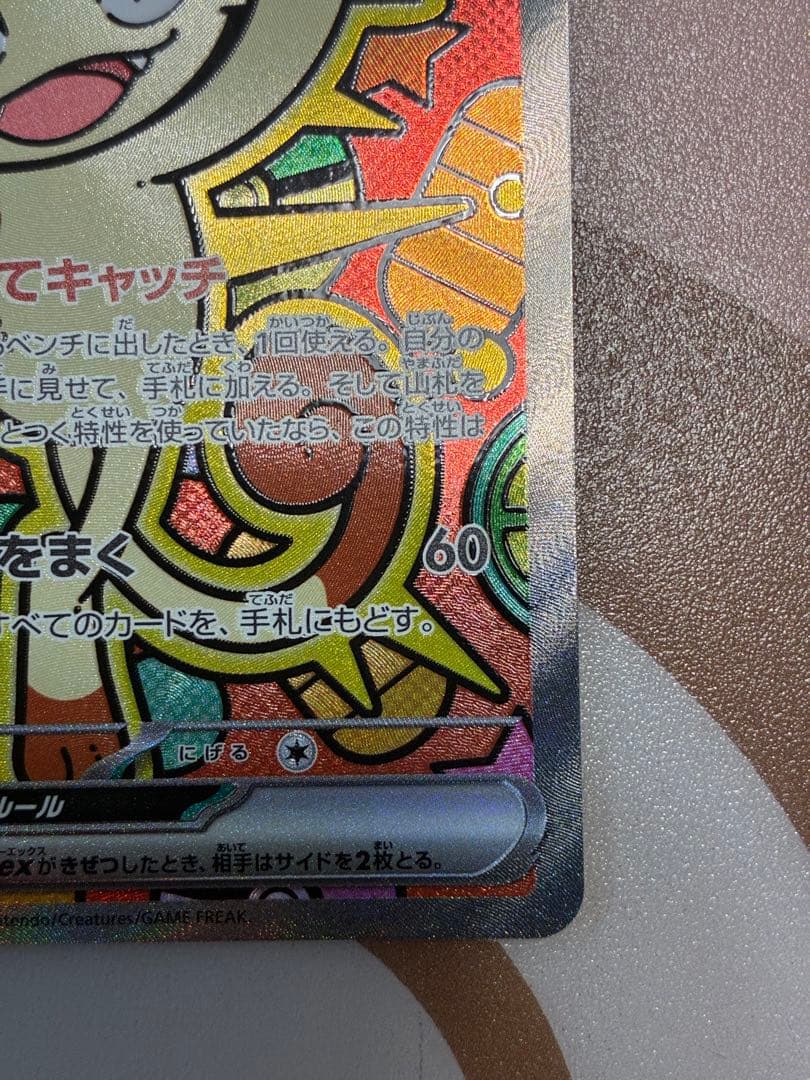 てキャッチ
ベンチに出したとき、1回使える。自分の
に見せて、手札に加える。そして山札を
とつく特性を使っていたなら、この特性は
をまく 60
べてのカードを、手札にもどす。
にげる
ルール
exがきぜつしたとき、相手はサイドを2枚とる。
ntendo/Creatures/GAME FREAK.